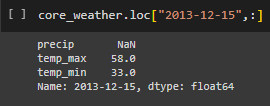 [ ] core_weather.loc["2013-12-15",:]
precip NaN
temp_max 58.0
temp_min 33.0
Name: 2013-12-15, dtype: float64